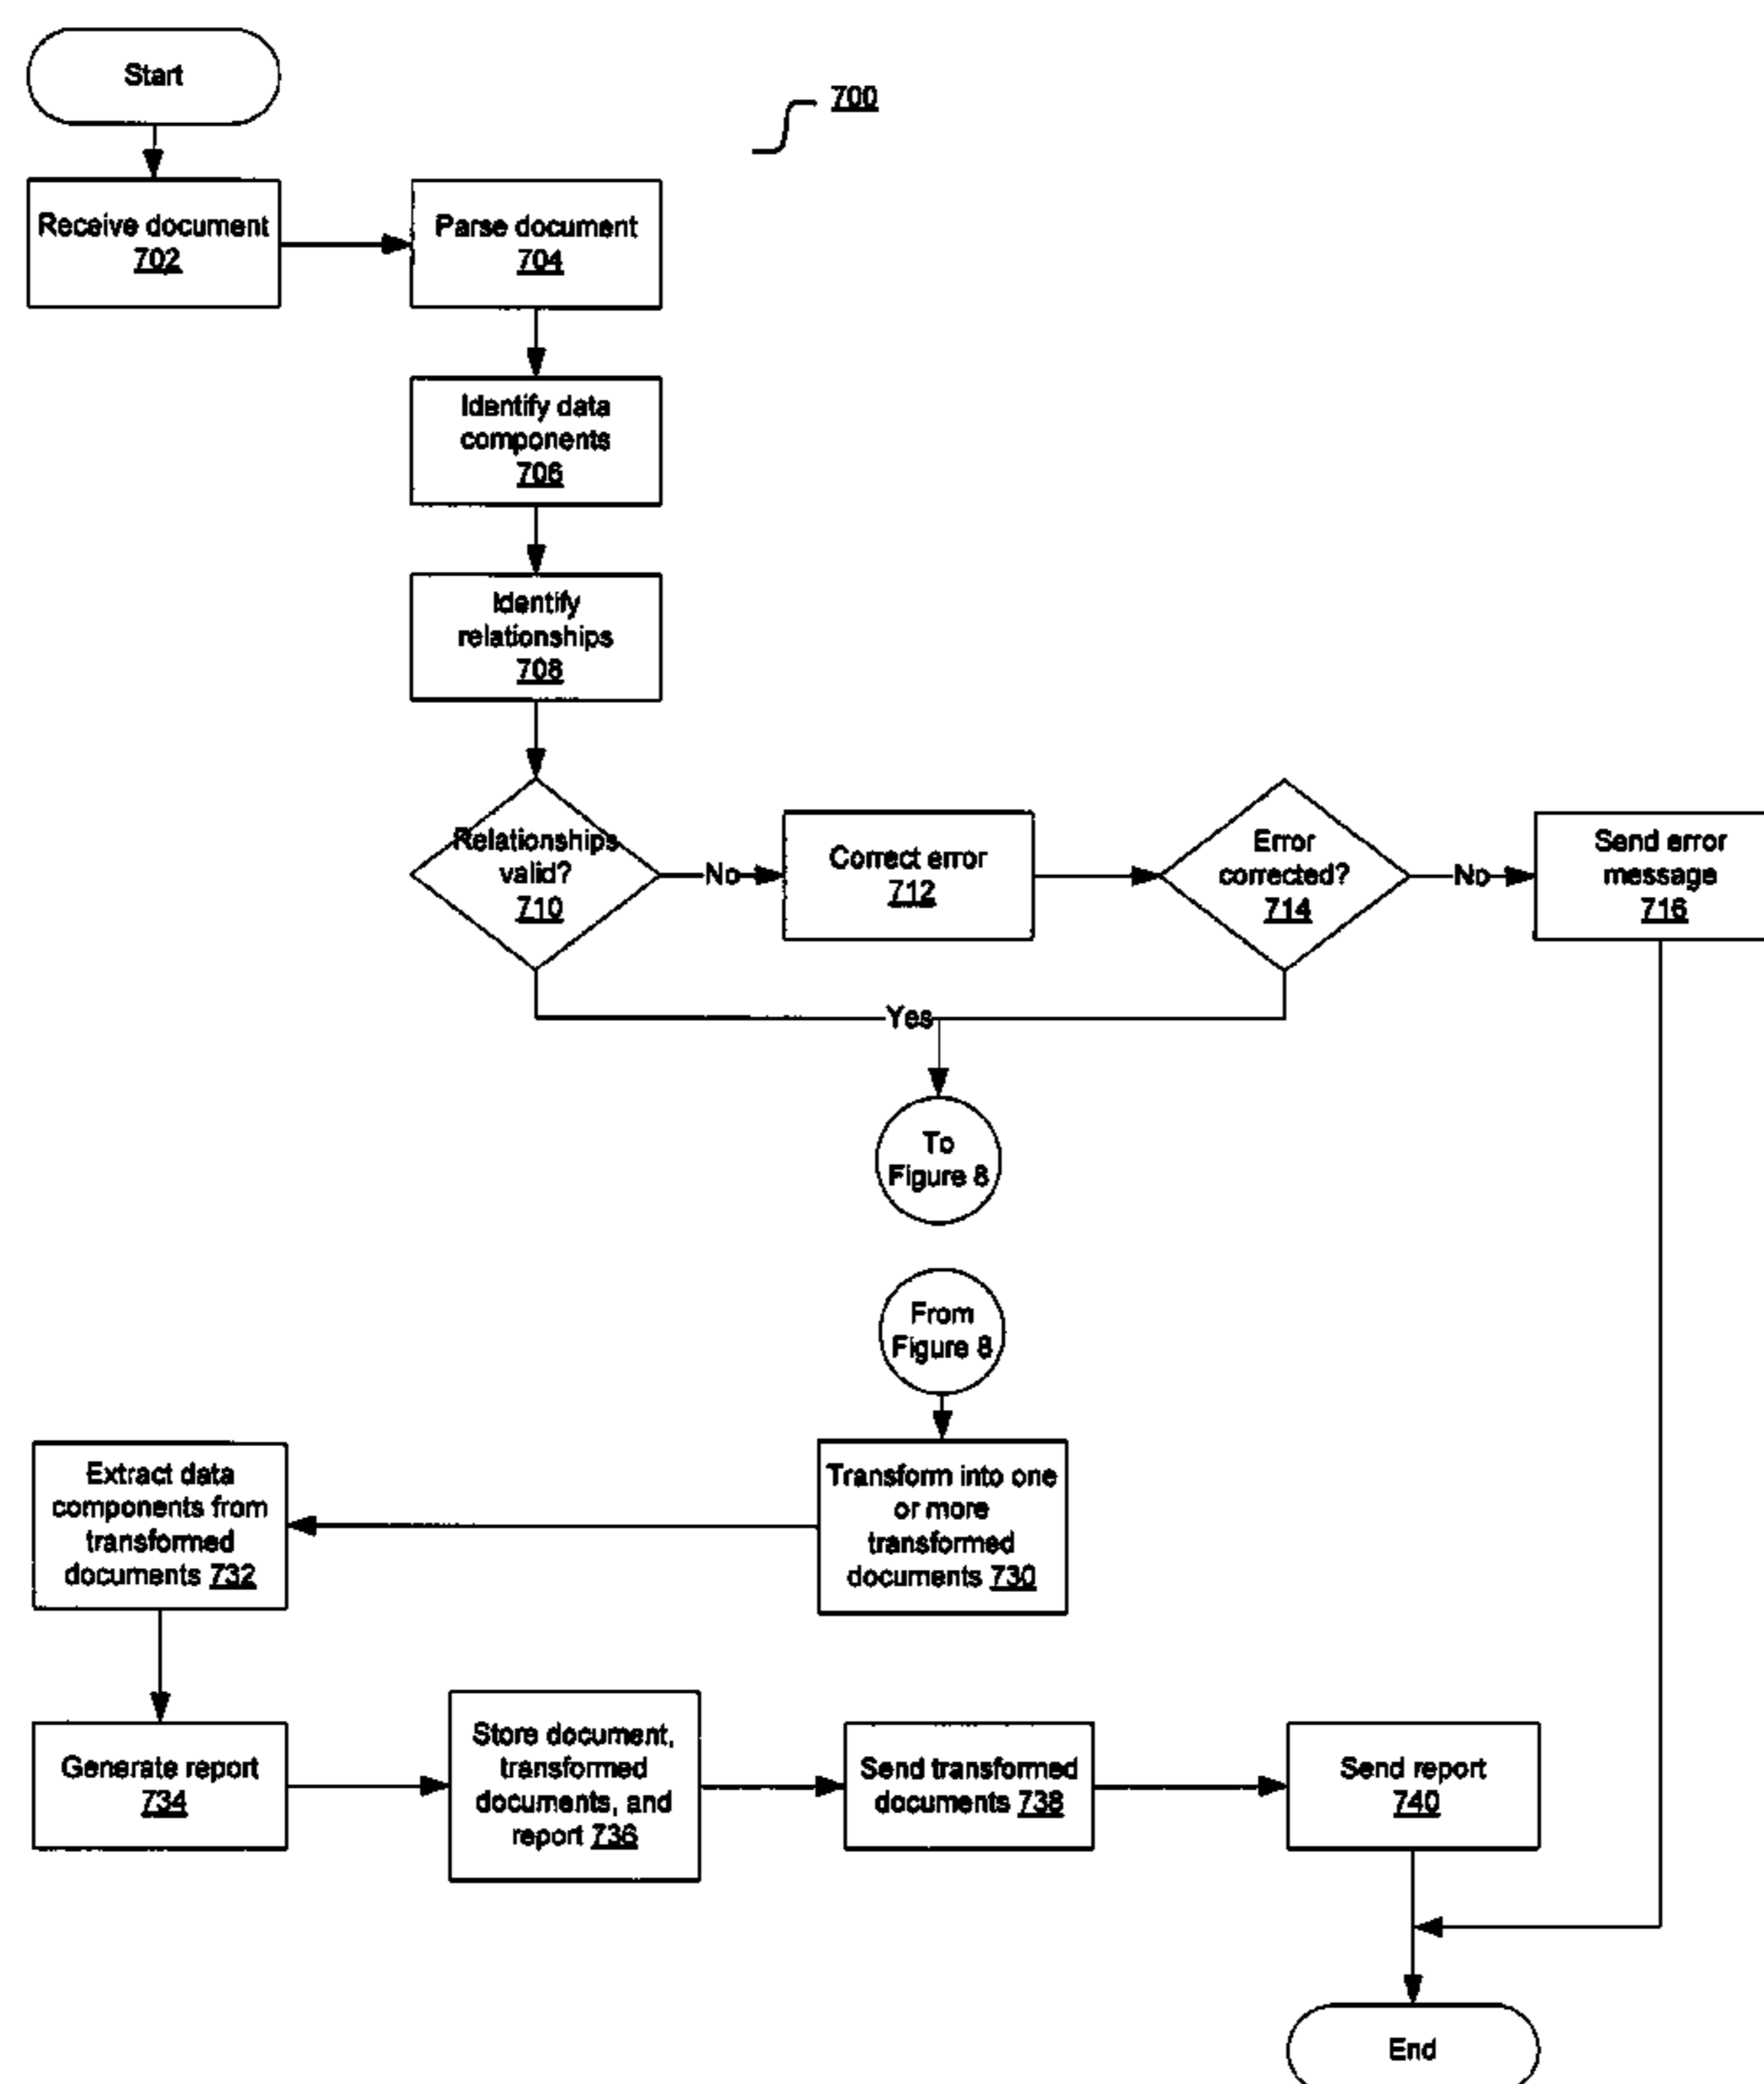 Start
700
Receive document
702
Parse document
704
Identify data
components
706
Identify
relationships
708
Relationships
valid?
710
No
Correct error
712
Error
corrected?
714
No
Send error
message
716
Yes
To
Figure 8
From
Figure 8
Transform into one
or more
transformed
documents 730
Extract data
components from
transformed
documents 732
Generate report
734
Store document,
transformed
documents, and
report 736
Send transformed
documents 738
Send report
740
End